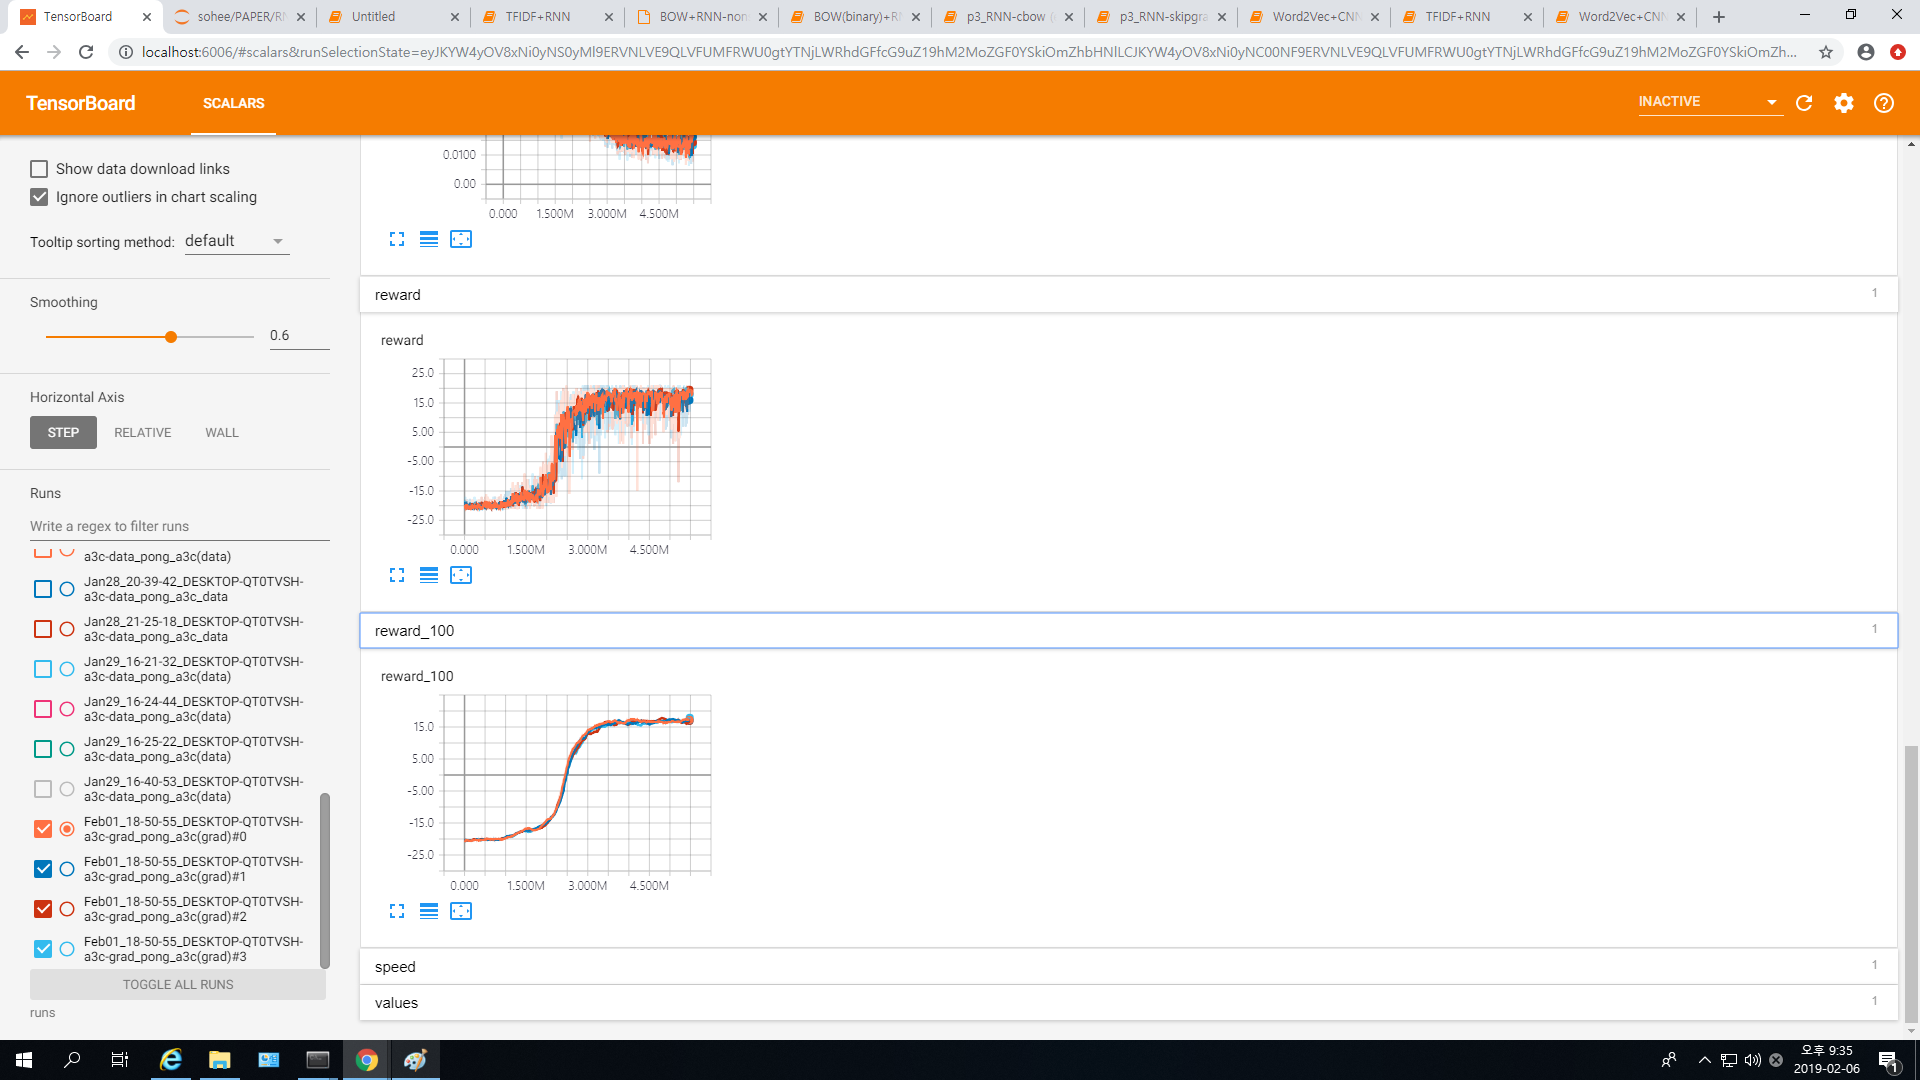 TensorBoard
sohee/PAPER/RN
Untitled
TFIDF+RNN
BOW+RNN-non
BOW(binary)+R
p3_RNN-cbow (
p3_RNN-skipgra
Word2Vec+CNN
TFIDF+RNN
Word2Vec+CNN
TensorBoard
SCALARS
INACTIVE
Show data download links
Ignore outliers in chart scaling
Tooltip sorting method: default
Smoothing
0.6
Horizontal Axis
STEP RELATIVE WALL
Runs
Write a regex to filter runs
a3c-data_pong_a3c(data)
Jan28_20-39-42_DESKTOP-QT0TVSH-
a3c-data_pong_a3c_data
Jan28_21-25-18_DESKTOP-QT0TVSH-
a3c-data_pong_a3c_data
Jan29_16-21-32_DESKTOP-QT0TVSH-
a3c-data_pong_a3c(data)
Jan29_16-24-44_DESKTOP-QT0TVSH-
a3c-data_pong_a3c(data)
Jan29_16-25-22_DESKTOP-QT0TVSH-
a3c-data_pong_a3c(data)
Jan29_16-40-53_DESKTOP-QT0TVSH-
a3c-data_pong_a3c(data)
Feb01_18-50-55_DESKTOP-QT0TVSH-
a3c-grad_pong_a3c(grad)#0
Feb01_18-50-55_DESKTOP-QT0TVSH-
a3c-grad_pong_a3c(grad)#1
Feb01_18-50-55_DESKTOP-QT0TVSH-
a3c-grad_pong_a3c(grad)#2
Feb01_18-50-55_DESKTOP-QT0TVSH-
a3c-grad_pong_a3c(grad)#3
TOGGLE ALL RUNS
runs
0.0100
0.00
0.000 1.500M 3.000M 4.500M
reward 1
reward
25.0
15.0
5.00
-5.00
-15.0
-25.0
0.000 1.500M 3.000M 4.500M
reward_100 1
reward_100
15.0
5.00
-5.00
-15.0
-25.0
0.000 1.500M 3.000M 4.500M
speed 1
values 1
오후 9:35
2019-02-06
1